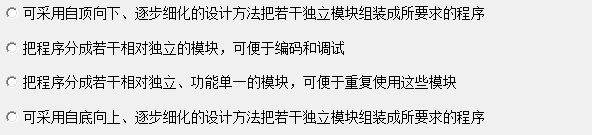 可采用自顶向下、逐步细化的设计方法把若干独立模块组装成所要求的程序
把程序分成若干相对独立的模块，可便于编码和调试
把程序分成若干相对独立、功能单一的模块，可便于重复使用这些模块
可采用自底向上、逐步细化的设计方法把若干独立模块组装成所要求的程序